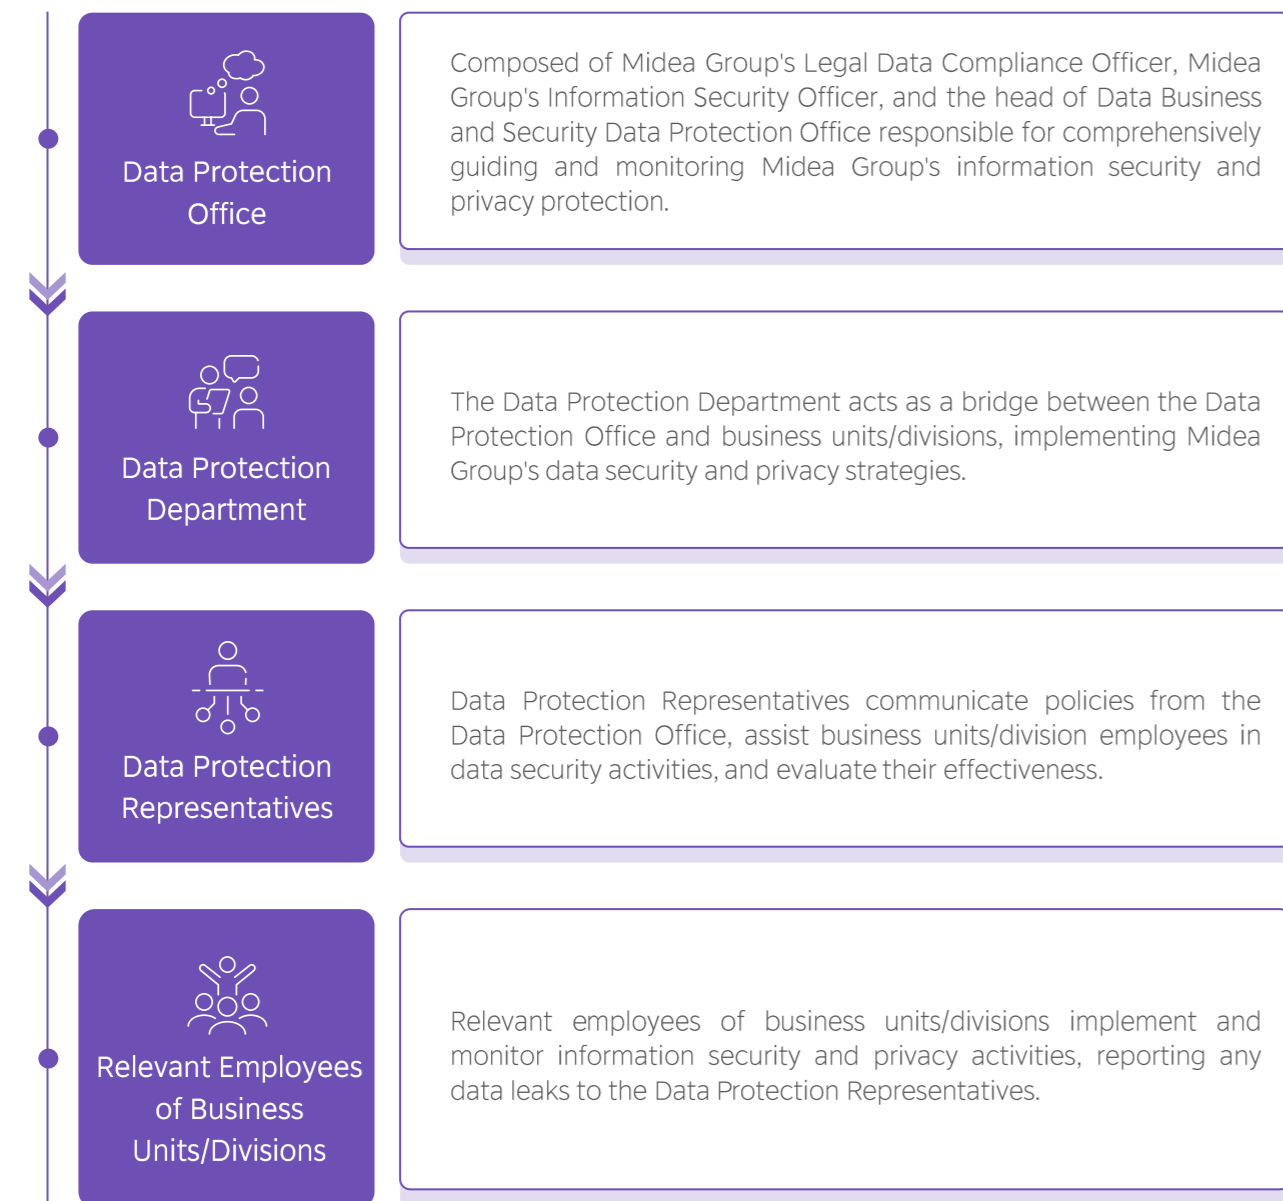 Data Protection
Office
Composed of Midea Group's Legal Data Compliance Officer, Midea
Group's Information Security Officer, and the head of Data Business
and Security Data Protection Office responsible for comprehensively
guiding and monitoring Midea Group's information security and
privacy protection.
Data Protection
Department
The Data Protection Department acts as a bridge between the Data
Protection Office and business units/divisions, implementing Midea
Group's data security and privacy strategies.
Data Protection
Representatives
Data Protection Representatives communicate policies from the
Data Protection Office, assist business units/division employees in
data security activities, and evaluate their effectiveness.
Relevant Employees
of Business
Units/Divisions
Relevant employees of business units/divisions implement and
monitor information security and privacy activities, reporting any
data leaks to the Data Protection Representatives.